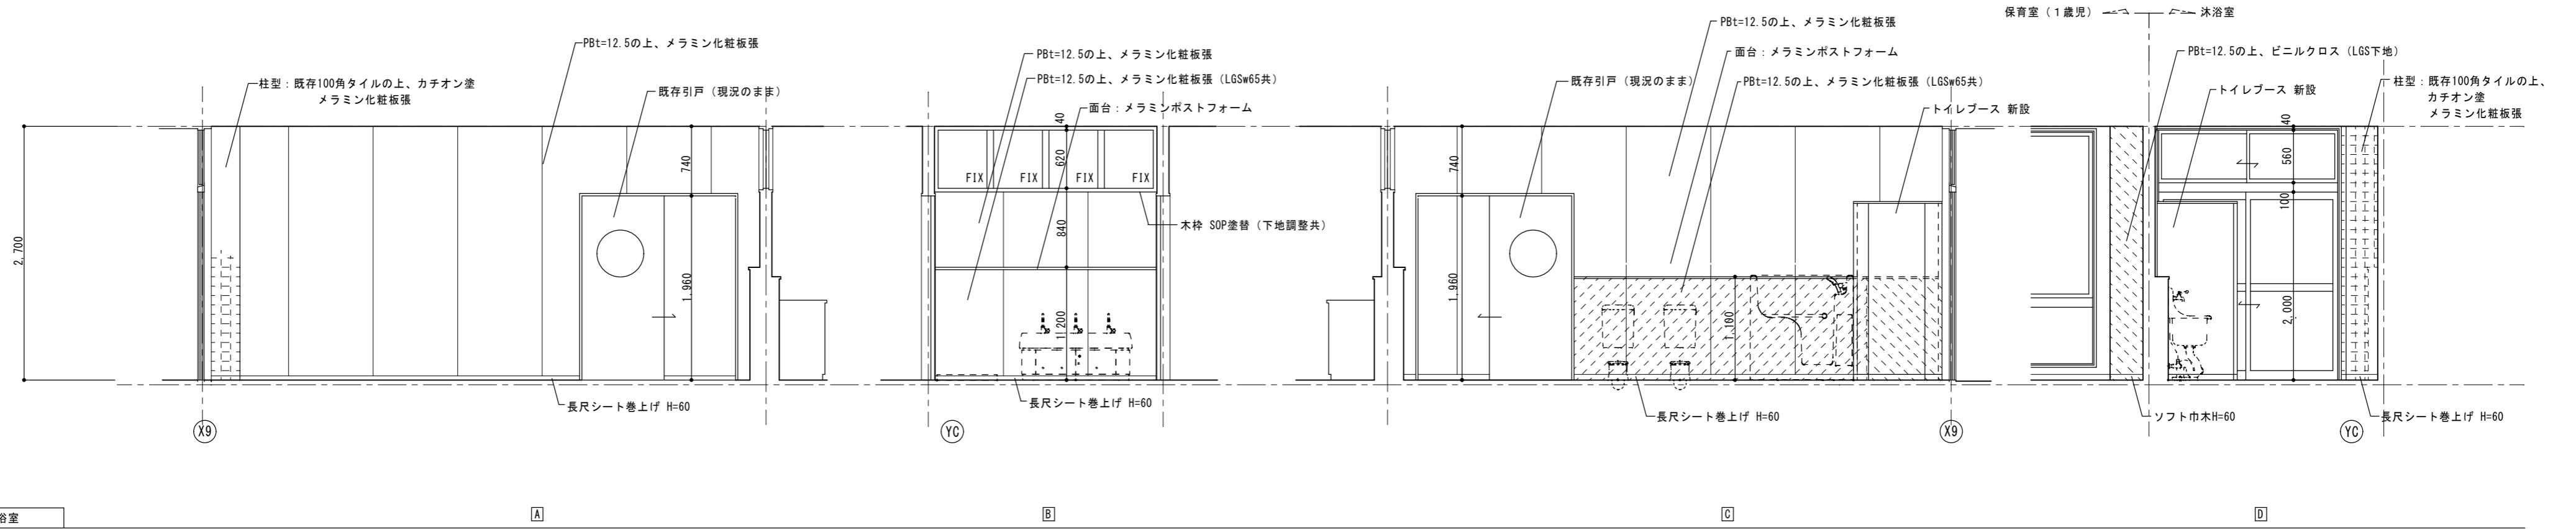 保育室（１歳児）
沐浴室
PBt=12.5の上、メラミン化粧板張
柱型：既存100角タイルの上、カチオン塗
メラミン化粧板張
既存引戸（現況のまま）
2,700
740
1,960
長尺シート巻上げ H=60
X9
PBt=12.5の上、メラミン化粧板張
PBt=12.5の上、メラミン化粧板張（LGSw65共）
面台：メラミンポストフォーム
40
620
FIX
FIX
FIX
FIX
840
木枠 SOP塗替（下地調整共）
1,200
長尺シート巻上げ H=60
YC
PBt=12.5の上、メラミン化粧板張
面台：メラミンポストフォーム
既存引戸（現況のまま）
PBt=12.5の上、メラミン化粧板張（LGSw65共）
トイレブース 新設
740
1,960
1,100
長尺シート巻上げ H=60
X9
PBt=12.5の上、ビニルクロス（LGS下地）
トイレブース 新設
柱型：既存100角タイルの上、
カチオン塗
メラミン化粧板張
40
560
100
2,000
ソフト巾木H=60
長尺シート巻上げ H=60
YC
浴室
A
B
C
D